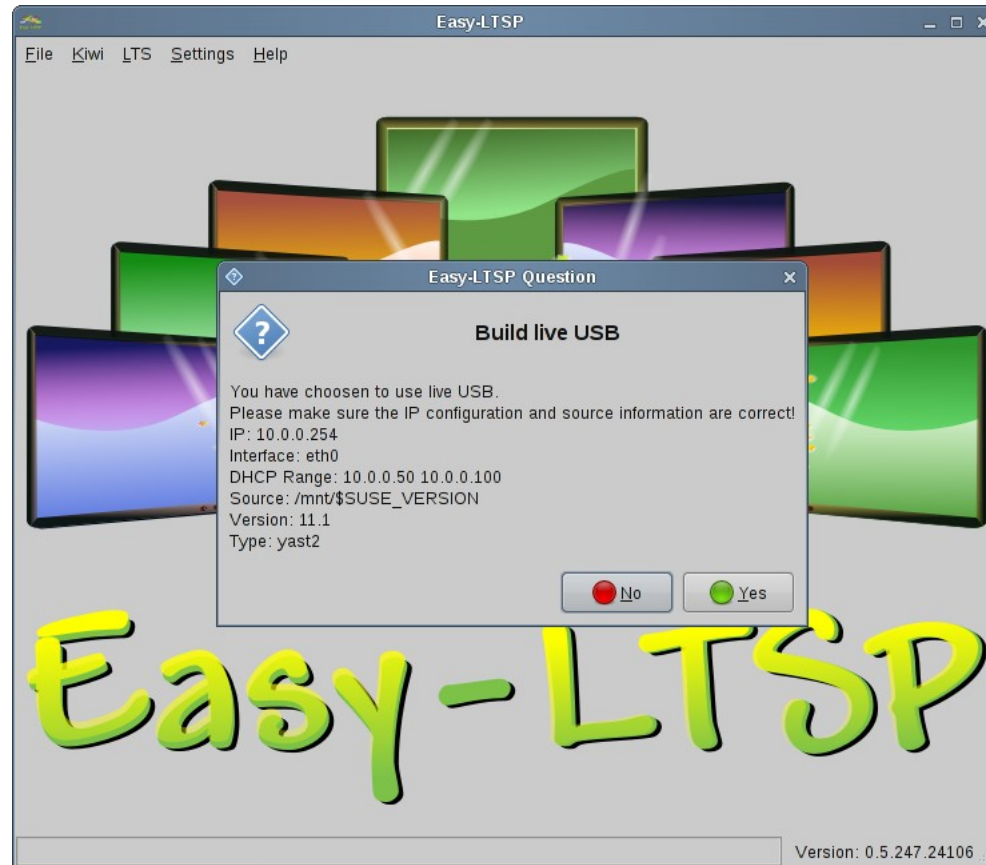 Easy-LTSP
File Kiwi LTS Settings Help
Easy-LTSP Question
Build live USB
You have choosen to use live USB.
Please make sure the IP configuration and source information are correct!
IP: 10.0.0.254
Interface: eth0
DHCP Range: 10.0.0.50 10.0.0.100
Source: /mnt/$SUSE_VERSION
Version: 11.1
Type: yast2
No Yes
Easy-LTSP
Version: 0.5.247.24106